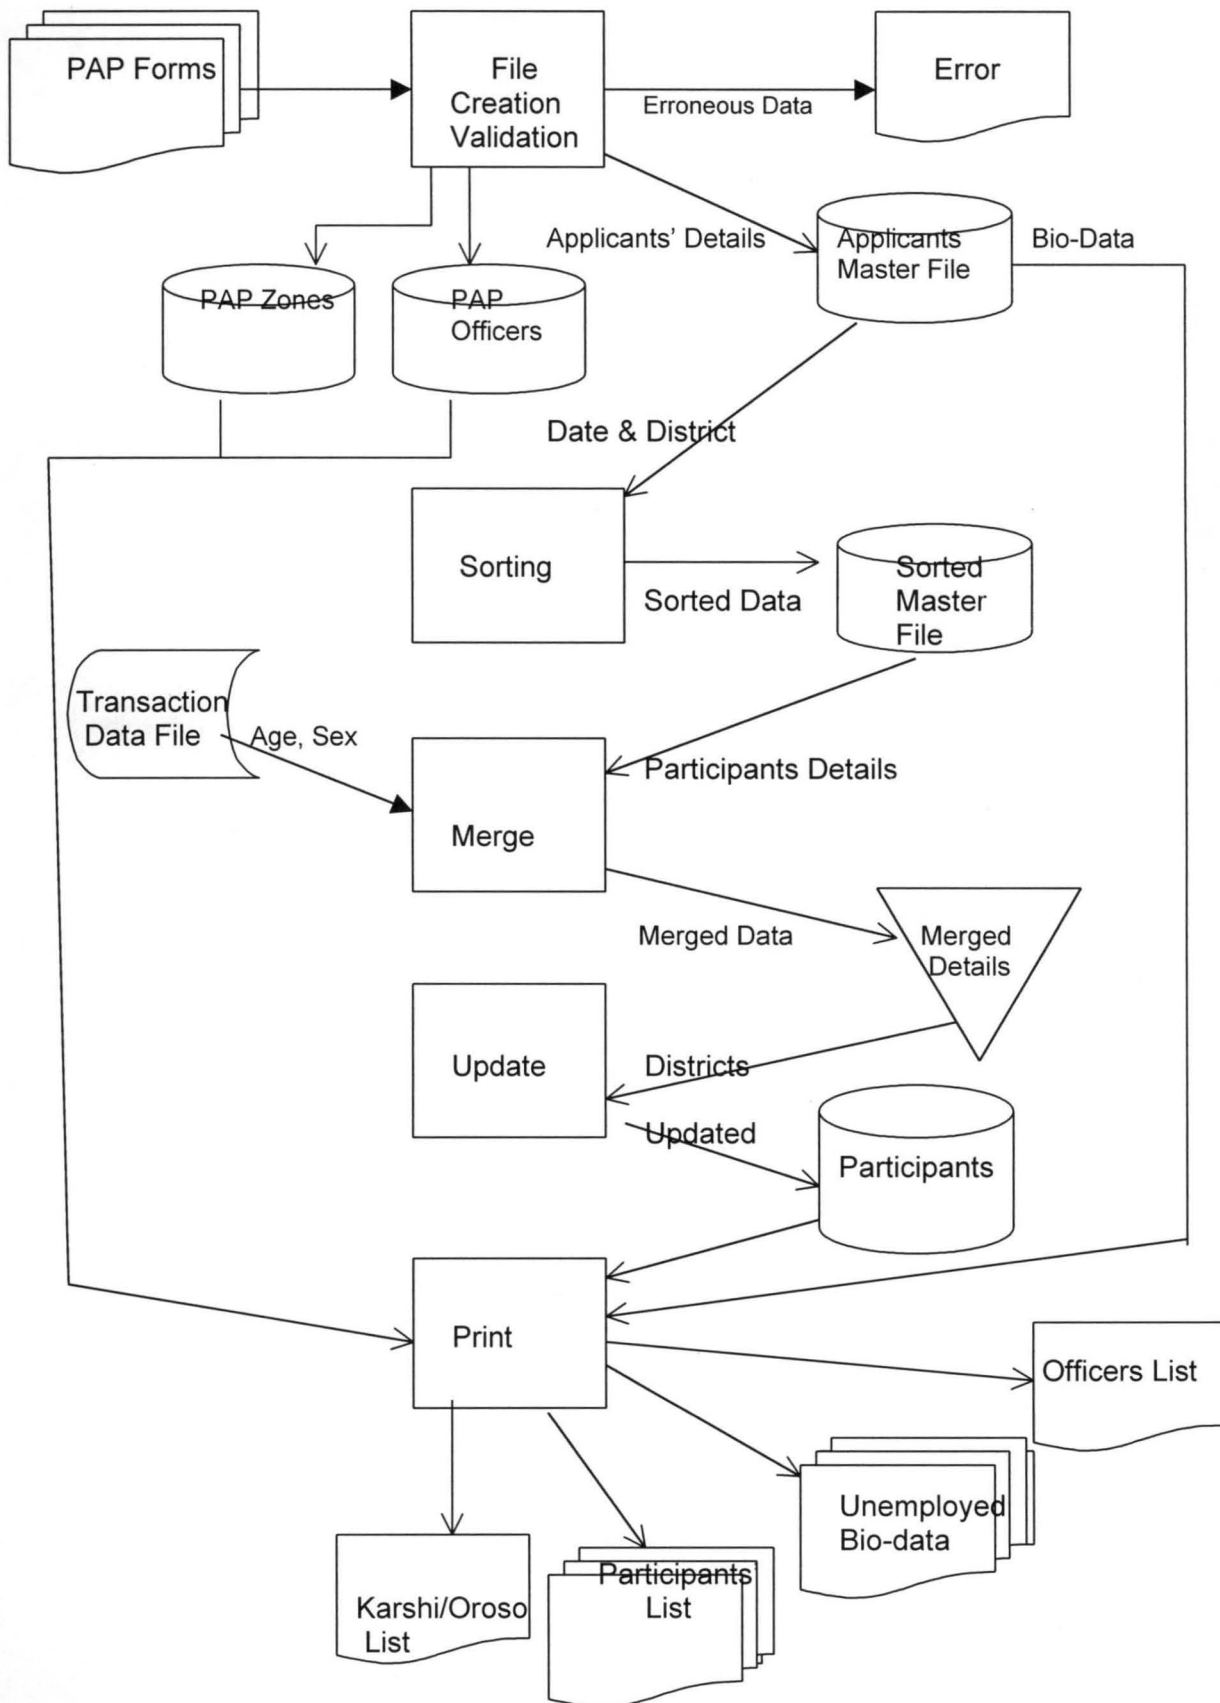 PAP Forms
File
Creation
Validation
Erroneous Data
Error
Applicants' Details
Applicants
Master File
Bio-Data
PAP Zones
PAP
Officers
Date & District
Sorting
Sorted Data
Sorted
Master
File
Transaction
Data File
Age, Sex
Participants Details
Merge
Merged Data
Merged
Details
Update
Districts
Updated
Participants
Print
Officers List
Unemployed
Bio-data
Karshi/Oroso
List
Participants'
List